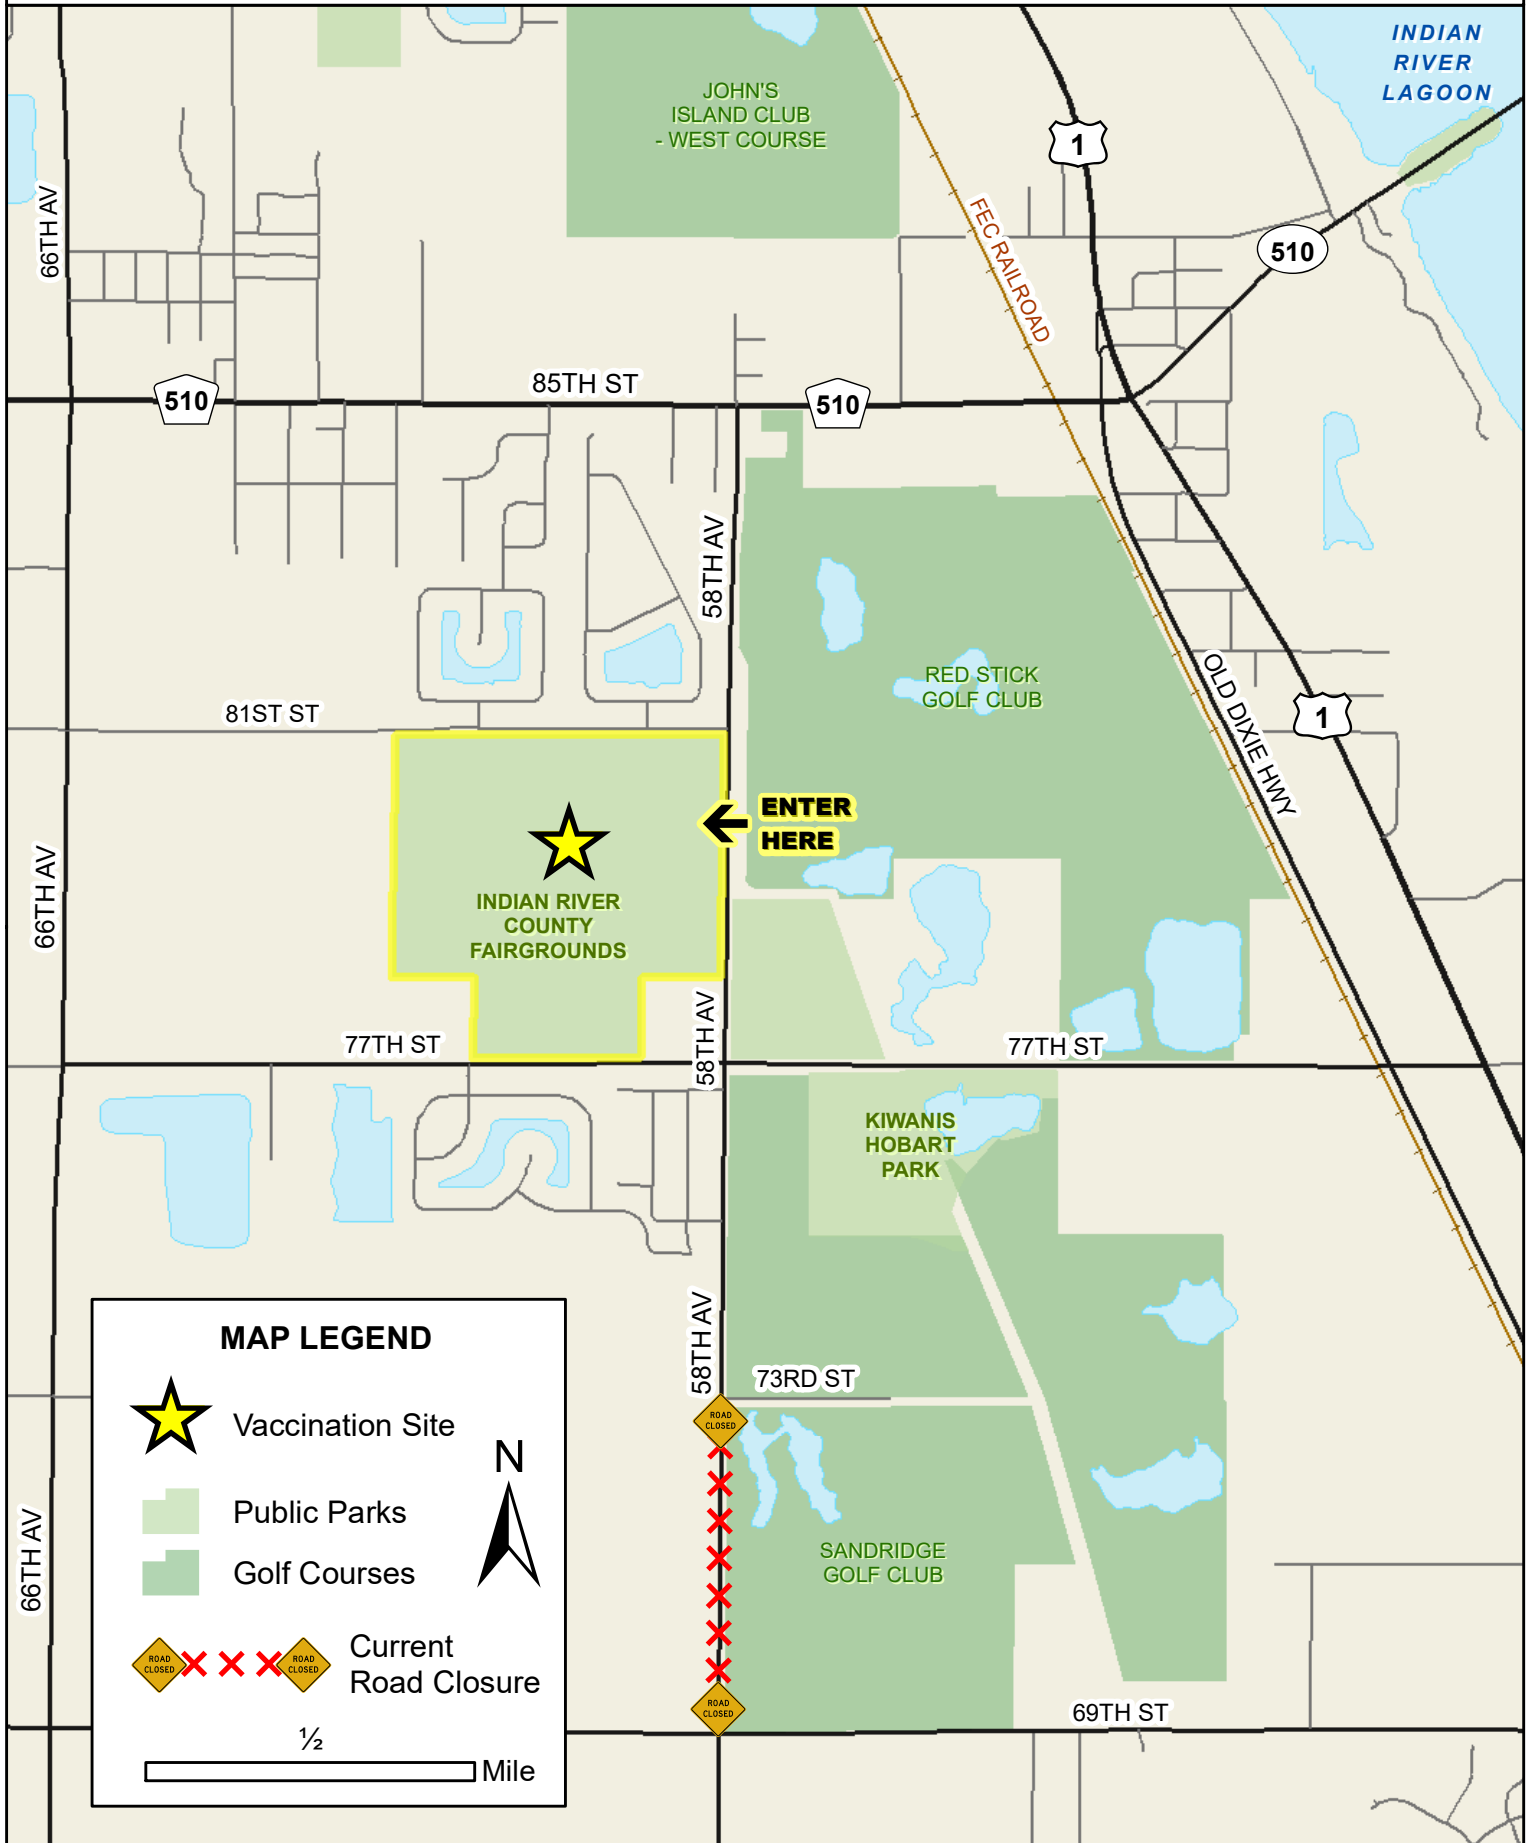 INDIAN
RIVER
LAGOON
JOHN'S
ISLAND CLUB
- WEST COURSE
1
66TH AV
FEC RAILROAD
510
85TH ST
510
510
58TH AV
RED STICK
GOLF CLUB
OLD DIXIE HWY
1
81ST ST
ENTER
HERE
66TH AV
INDIAN RIVER
COUNTY
FAIRGROUNDS
58TH AV
77TH ST
77TH ST
KIWANIS
HOBART
PARK
58TH AV
73RD ST
ROAD
CLOSED
SANDRIDGE
GOLF CLUB
66TH AV
ROAD
CLOSED
69TH ST
MAP LEGEND
Vaccination Site
N
Public Parks
Golf Courses
ROAD
CLOSED
ROAD
CLOSED
Current
Road Closure
½
Mile